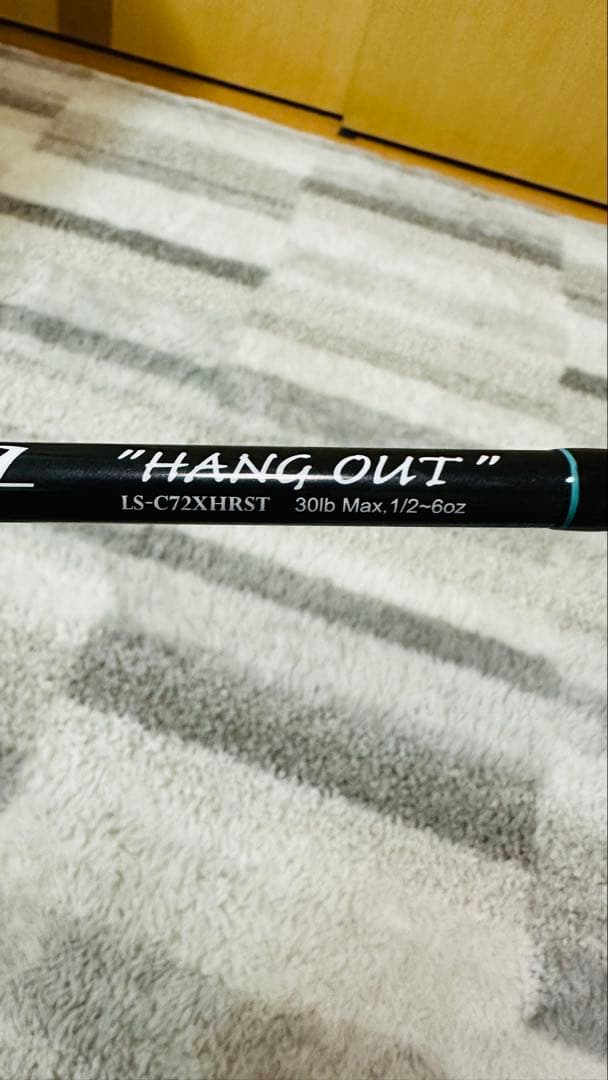 "HANG OUT"
LS-C72XHRST 30lb Max,1/2~6oz